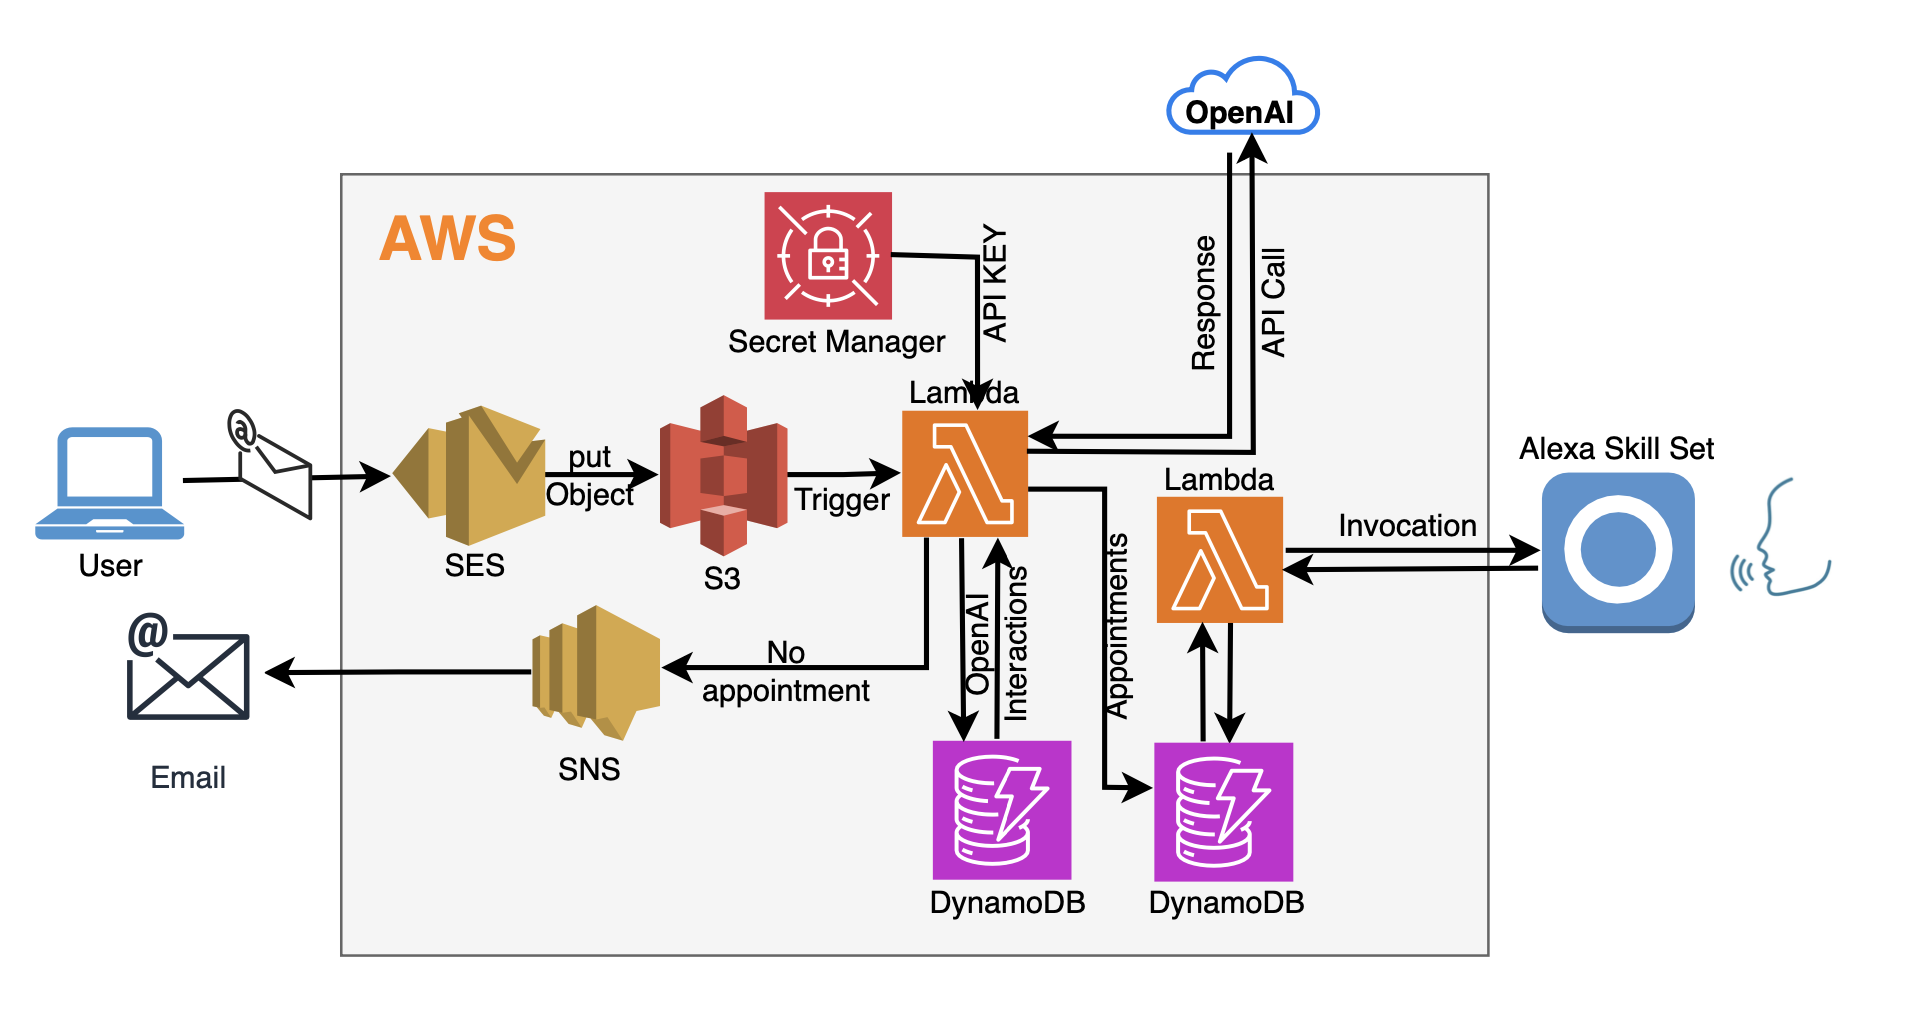 OpenAI
AWS
API KEY
Response
API Call
Secret Manager
Lambda
Alexa Skill Set
@
put
Object
Trigger
Lambda
Invocation
User
SES
S3
OpenAI
Interactions
Appointments
@
No
appointment
SNS
Email
DynamoDB
DynamoDB